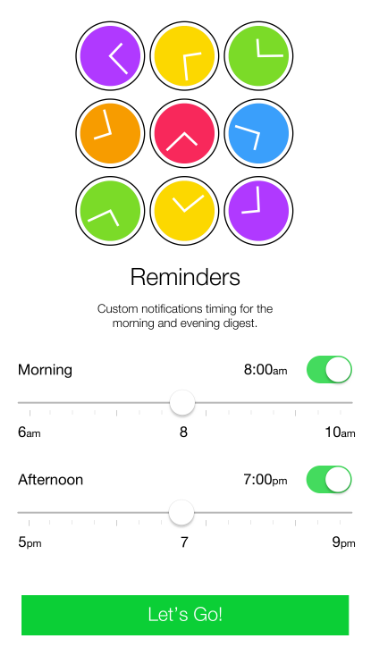 Reminders
Custom notifications timing for the
morning and evening digest.
Morning 8:00am
6am 8 10am
Afternoon 7:00pm
5pm 7 9pm
Let's Go!